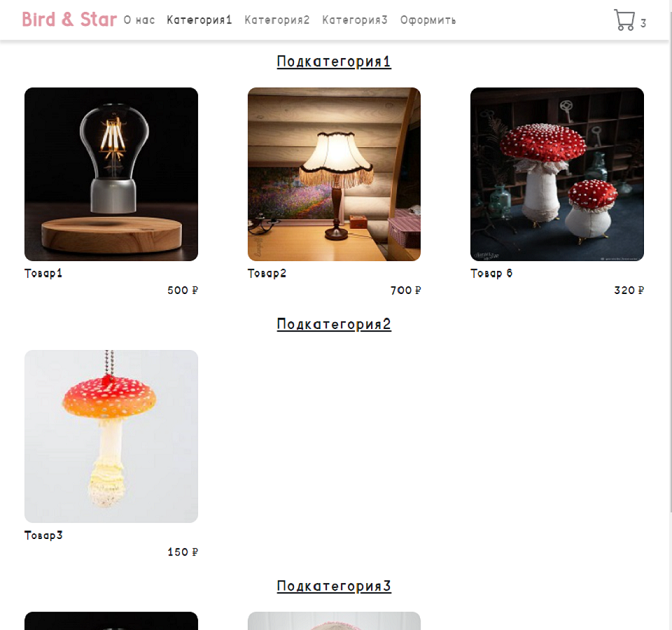 Bird & Star О нас Категория1 Категория2 Категория3 Оформить 3
Подкатегория1
Товар1 Товар2 Товар 6
500 ₽ 700 ₽ 320 ₽
Подкатегория2
Товар3
150 ₽
Подкатегория3